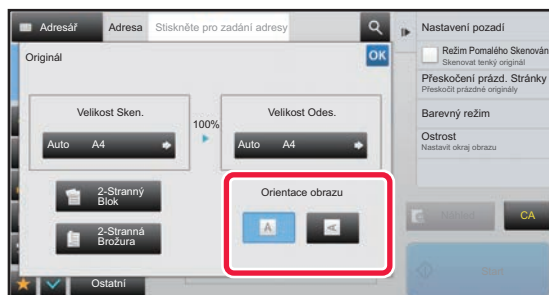 Adresář
Adresa
Stiskněte pro zadání adresy
Nastavení pozadí
Originál
OK
Režim Pomalého Skenován
Skenovat tenký originál
Přeskočení prázd. Stránky
Přeskočit prázdné originály
Velikost Sken.
100%
Velikost Odes.
Barevný režim
Auto A4
Auto A4
Ostrost
Nastavit okraj obrazu
2-Stranný
Blok
Orientace obrazu
A
A
2-Stranná
Brožura
CA
Ostatní